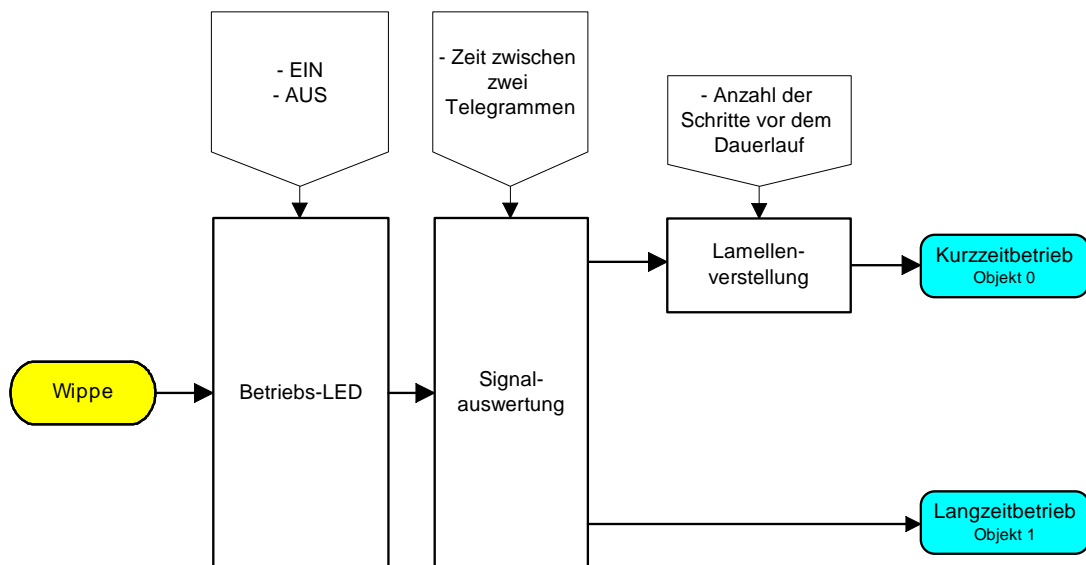 - EIN
- AUS
- Zeit zwischen
zwei
Telegrammen
- Anzahl der
Schritte vor dem
Dauerlauf
Lamellen-
verstellung
Kurzzeitbetrieb
Objekt 0
Wippe
Betriebs-LED
Signal-
auswertung
Langzeitbetrieb
Objekt 1